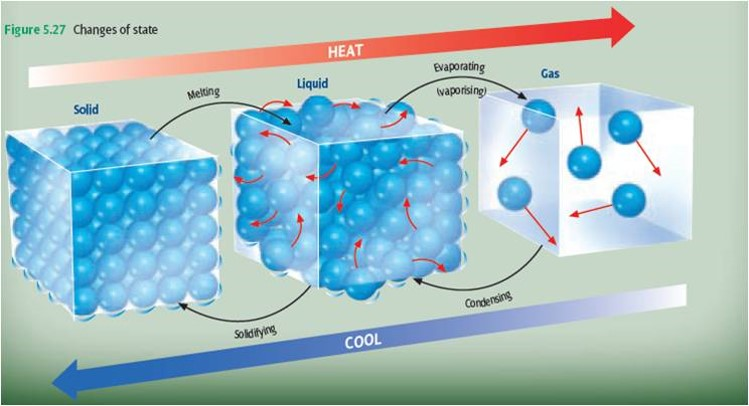 Figure 5.27 Changes of state
HEAT
Solid
Melting
Liquid
Evaporating
(vaporising)
Gas
Solidifying
Condensing
COOL